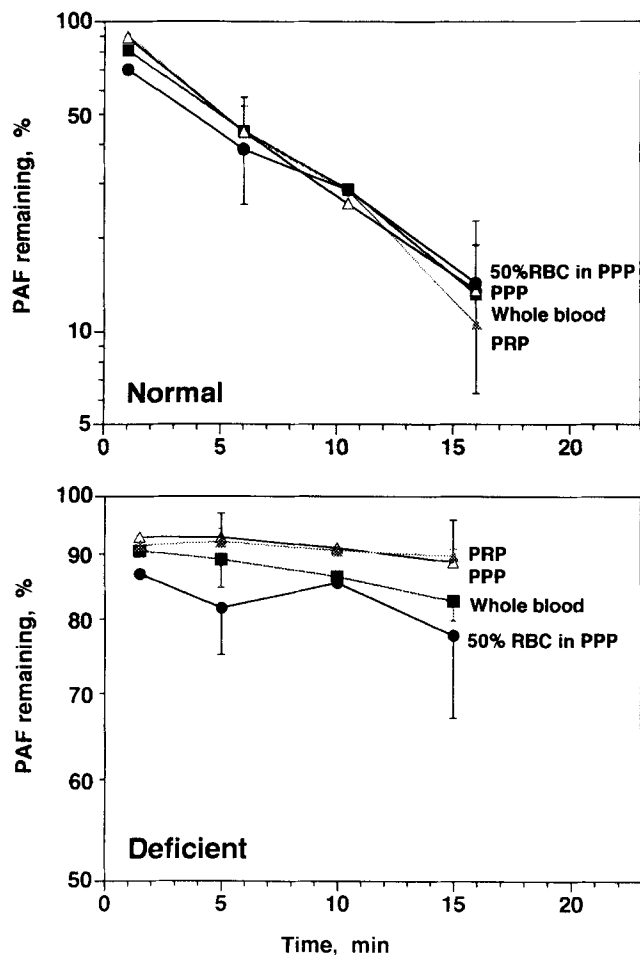 100
50
10
5
PAF remaining, %
50%RBC in PPP
PPP
Whole blood
PRP
Normal
0 5 10 15 20
100
90
80
70
60
50
PAF remaining, %
PRP
PPP
Whole blood
50% RBC in PPP
Deficient
0 5 10 15 20
Time, min